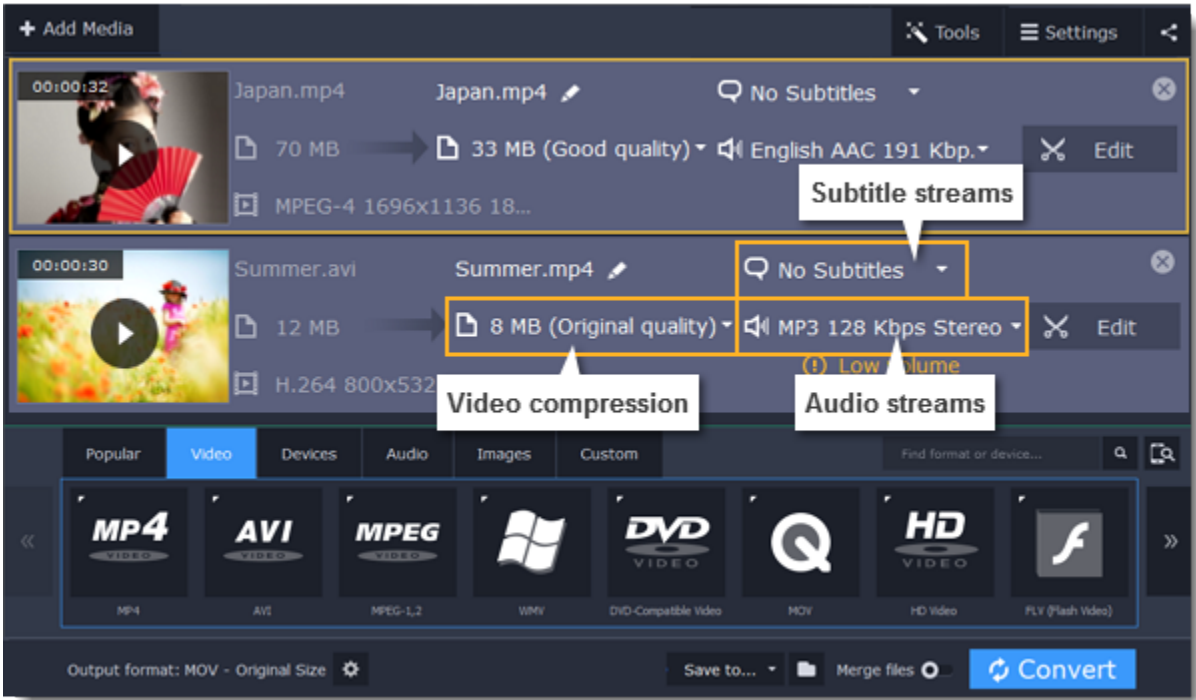 Add Media
Tools
Settings
00:00:32
Japan.mp4
Japan.mp4
No Subtitles
70 MB
33 MB (Good quality)
English AAC 191 Kbp.
Edit
MPEG-4 1696x1136 18...
Subtitle streams
00:00:30
Summer.avi
Summer.mp4
No Subtitles
12 MB
8 MB (Original quality)
MP3 128 Kbps Stereo
Edit
Low
H.264 800x532
Video compression
Audio streams
Popular
Video
Devices
Audio
Images
Custom
Find format or device...
MP4
VIDEO
AVI
VIDEO
MPEG
VIDEO
DVD
VIDEO
HD
VIDEO
MP4
AVI
MPEG-1,2
WMV
DVD-Compatible Video
MOV
HD Video
FLV (Flash Video)
Output format: MOV - Original Size
Save to...
Merge files
Convert